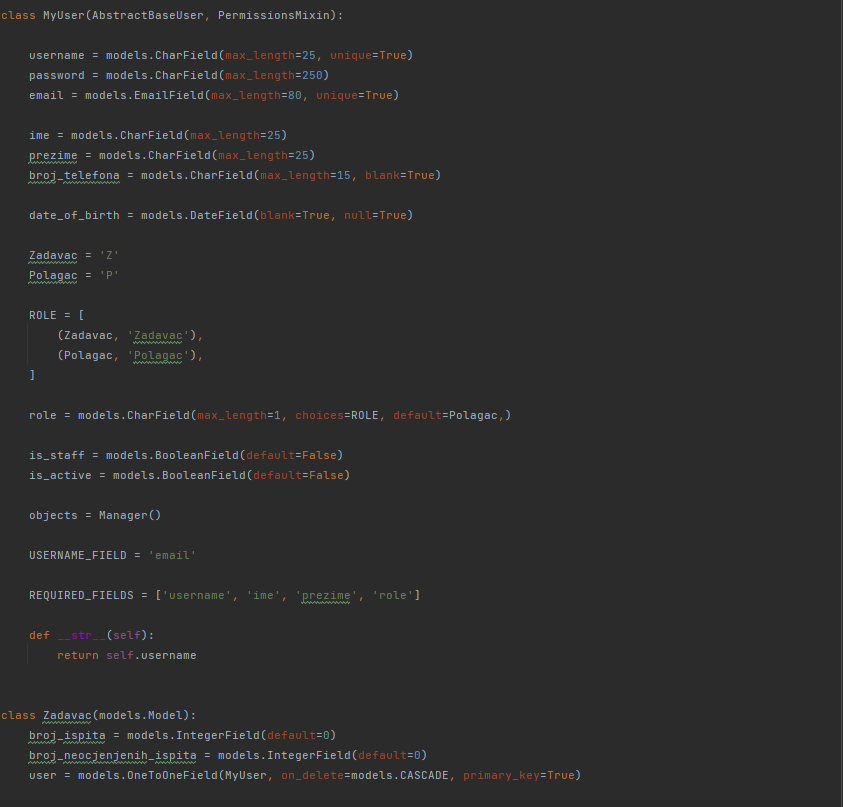 class MyUser(AbstractBaseUser, PermissionsMixin):
username = models.CharField(max_length=25, unique=True)
password = models.CharField(max_length=250)
email = models.EmailField(max_length=80, unique=True)
ime = models.CharField(max_length=25)
prezime = models.CharField(max_length=25)
broj_telefona = models.CharField(max_length=15, blank=True)
date_of_birth = models.DateField(blank=True, null=True)
Zadavac = 'Z'
Polagac = 'P'
ROLE = [
(Zadavac, 'Zadavac'),
(Polagac, 'Polagac'),
]
role = models.CharField(max_length=1, choices=ROLE, default=Polagac,)
is_staff = models.BooleanField(default=False)
is_active = models.BooleanField(default=False)
objects = Manager()
USERNAME_FIELD = 'email'
REQUIRED_FIELDS = ['username', 'ime', 'prezime', 'role']
def __str__(self):
return self.username
class Zadavac(models.Model):
broj_ispita = models.IntegerField(default=0)
broj_neocjenjenih_ispita = models.IntegerField(default=0)
user = models.OneToOneField(MyUser, on_delete=models.CASCADE, primary_key=True)